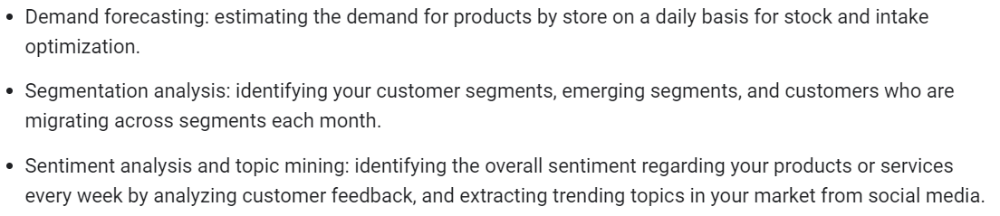 • Demand forecasting: estimating the demand for products by store on a daily basis for stock and intake
optimization.
• Segmentation analysis: identifying your customer segments, emerging segments, and customers who are
migrating across segments each month.
• Sentiment analysis and topic mining: identifying the overall sentiment regarding your products or services
every week by analyzing customer feedback, and extracting trending topics in your market from social media.